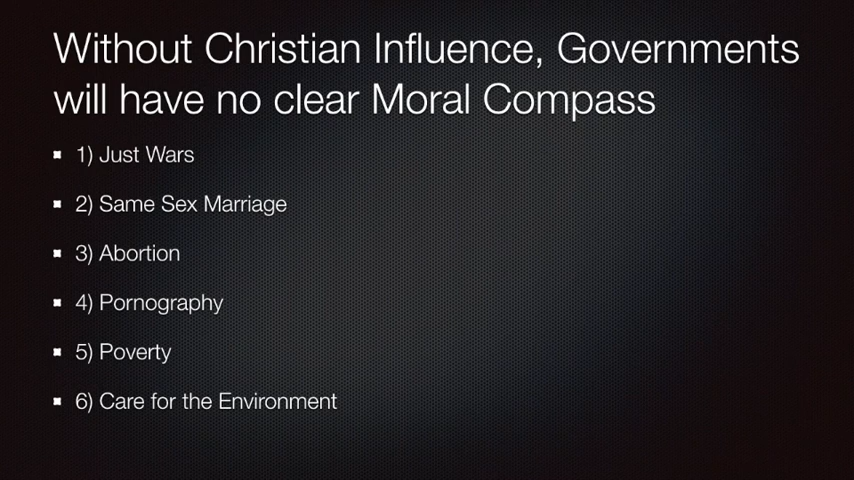 Without Christian Influence, Governments
will have no clear Moral Compass
1) Just Wars
2) Same Sex Marriage
3) Abortion
4) Pornography
5) Poverty
6) Care for the Environment